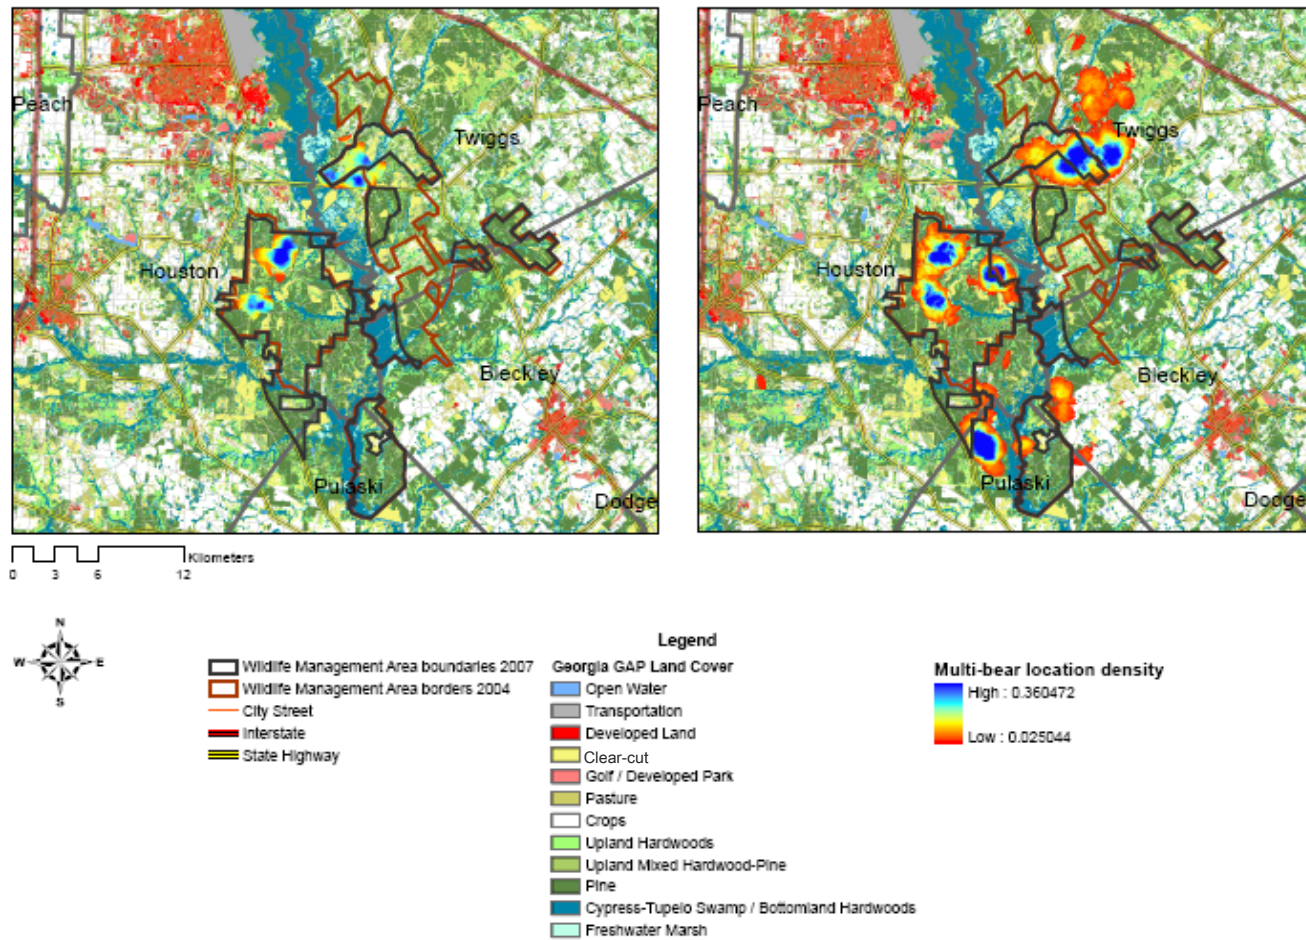 Peach
Twiggs
Houston
Bleckley
Pulaski
Dodge
Peach
Twiggs
Houston
Bleckley
Pulaski
Dodge
Kilometers
0 3 6 12
N
W E
S
Legend
Wildlife Management Area boundaries 2007
Wildlife Management Area borders 2004
City Street
Interstate
State Highway
Georgia GAP Land Cover
Open Water
Transportation
Developed Land
Clear-cut
Golf / Developed Park
Pasture
Crops
Upland Hardwoods
Upland Mixed Hardwood-Pine
Pine
Cypress-Tupelo Swamp / Bottomland Hardwoods
Freshwater Marsh
Multi-bear location density
High : 0.360472
Low : 0.025044